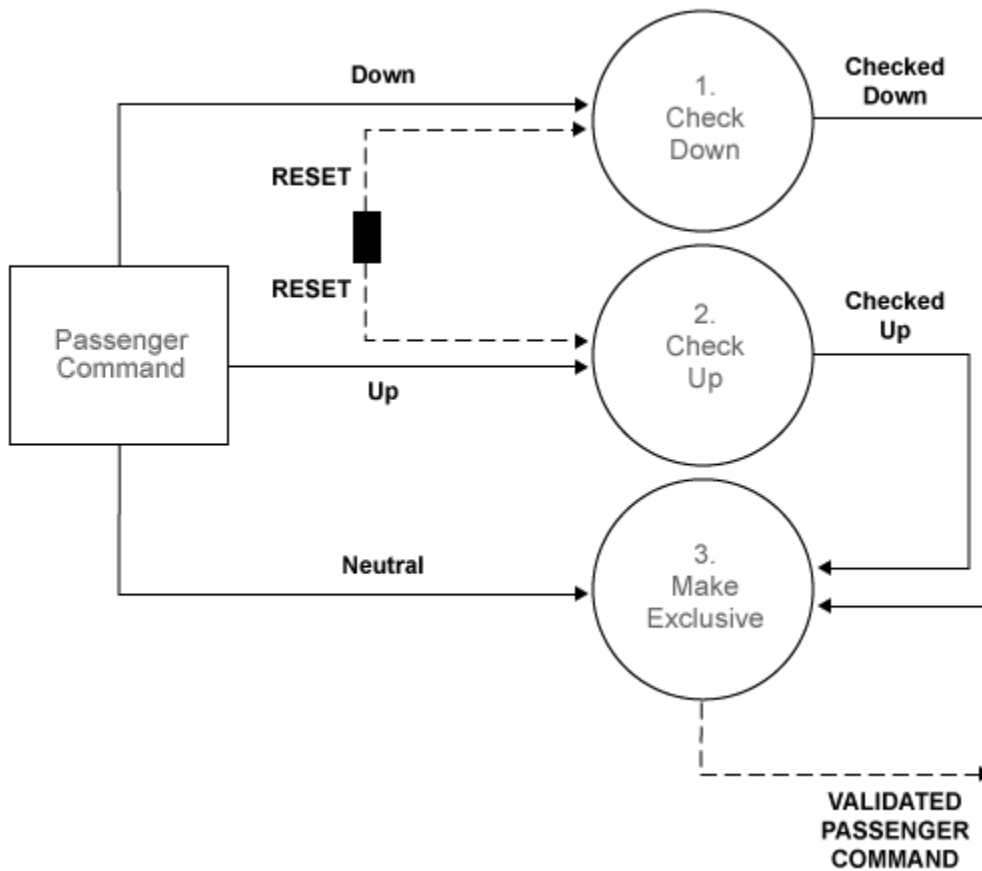 Down
Checked
Down
1.
Check
Down
RESET
RESET
Passenger
Command
Up
2.
Check
Up
Checked
Up
Neutral
3.
Make
Exclusive
VALIDATED
PASSENGER
COMMAND